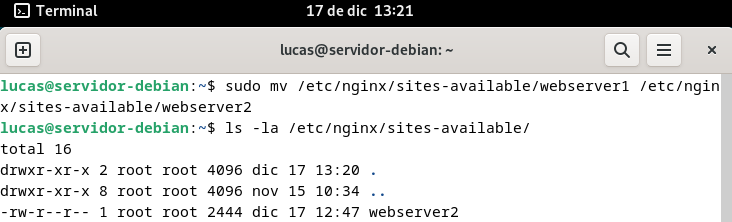 Terminal
17 de dic 13:21
lucas@servidor-debian: ~
lucas@servidor-debian:~$ sudo mv /etc/nginx/sites-available/webserver1 /etc/ngin
x/sites-available/webserver2
lucas@servidor-debian:~$ ls -la /etc/nginx/sites-available/
total 16
drwxr-xr-x 2 root root 4096 dic 17 13:20 .
drwxr-xr-x 8 root root 4096 nov 15 10:34 ..
-rw-r--r-- 1 root root 2444 dic 17 12:47 webserver2